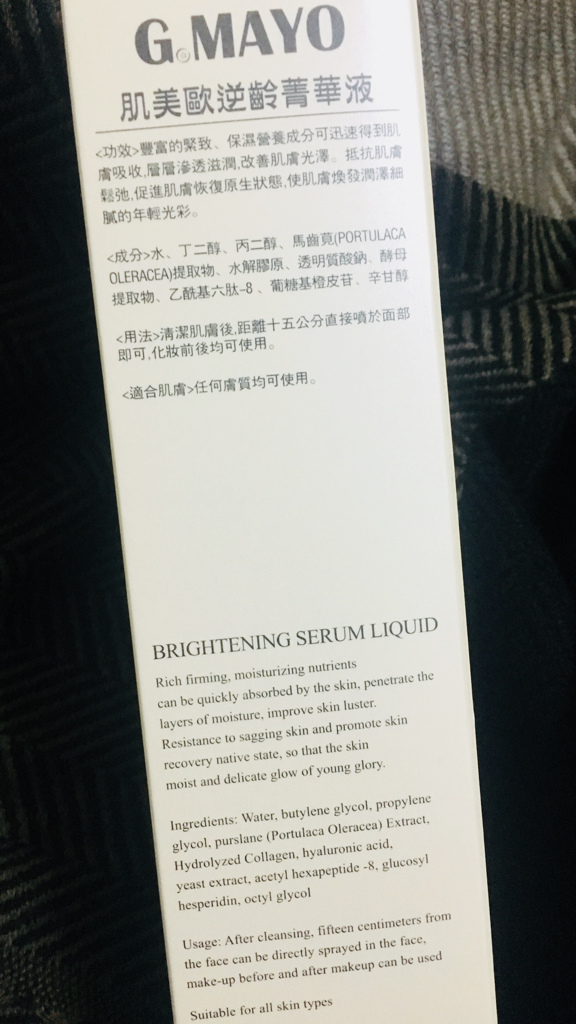 G.MAYO
肌美歐逆齡菁華液
<功效>豐富的緊致、保濕營養成分可迅速得到肌
膚吸收,層層滲透滋潤,改善肌膚光澤。抵抗肌膚
鬆弛,促進肌膚恢復原生狀態,使肌膚煥發潤澤細
膩的年輕光彩。
<成分>水、丁二醇、丙二醇、馬齒莧(PORTULACA
OLERACEA)提取物、水解膠原、透明質酸鈉、酵母
提取物、乙酰基六肽-8、葡糖基橙皮苷、辛甘醇
<用法>清潔肌膚後,距離十五公分直接噴於面部
即可,化妝前後均可使用。
<適合肌膚>任何膚質均可使用。
BRIGHTENING SERUM LIQUID
Rich firming, moisturizing nutrients
can be quickly absorbed by the skin, penetrate the
layers of moisture, improve skin luster.
Resistance to sagging skin and promote skin
recovery native state, so that the skin
moist and delicate glow of young glory.
Ingredients: Water, butylene glycol, propylene
glycol, purslane (Portulaca Oleracea) Extract,
Hydrolyzed Collagen, hyaluronic acid,
yeast extract, acetyl hexapeptide -8, glucosyl
hesperidin, octyl glycol
Usage: After cleansing, fifteen centimeters from
the face can be directly sprayed in the face,
make-up before and after makeup can be used
Suitable for all skin types